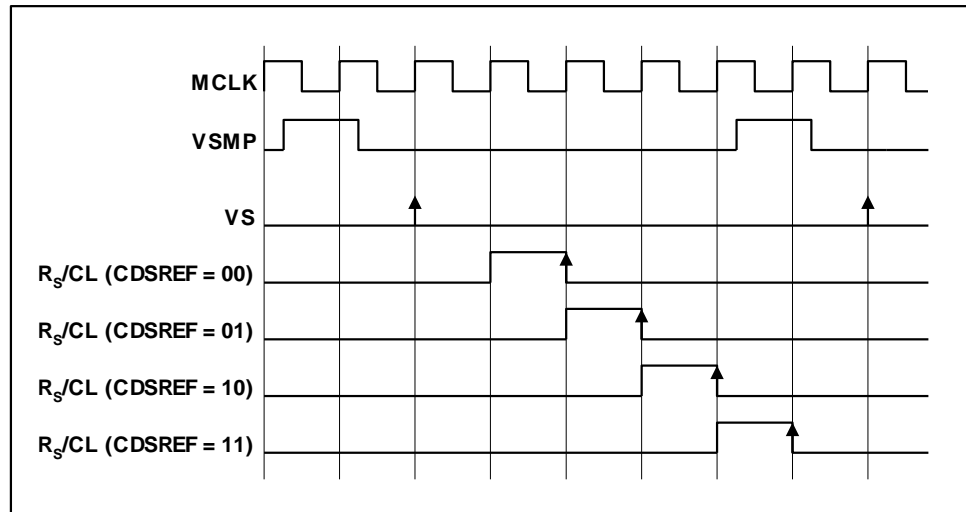 MCLK
VSMP
VS
RS/CL (CDSREF = 00)
RS/CL (CDSREF = 01)
RS/CL (CDSREF = 10)
RS/CL (CDSREF = 11)